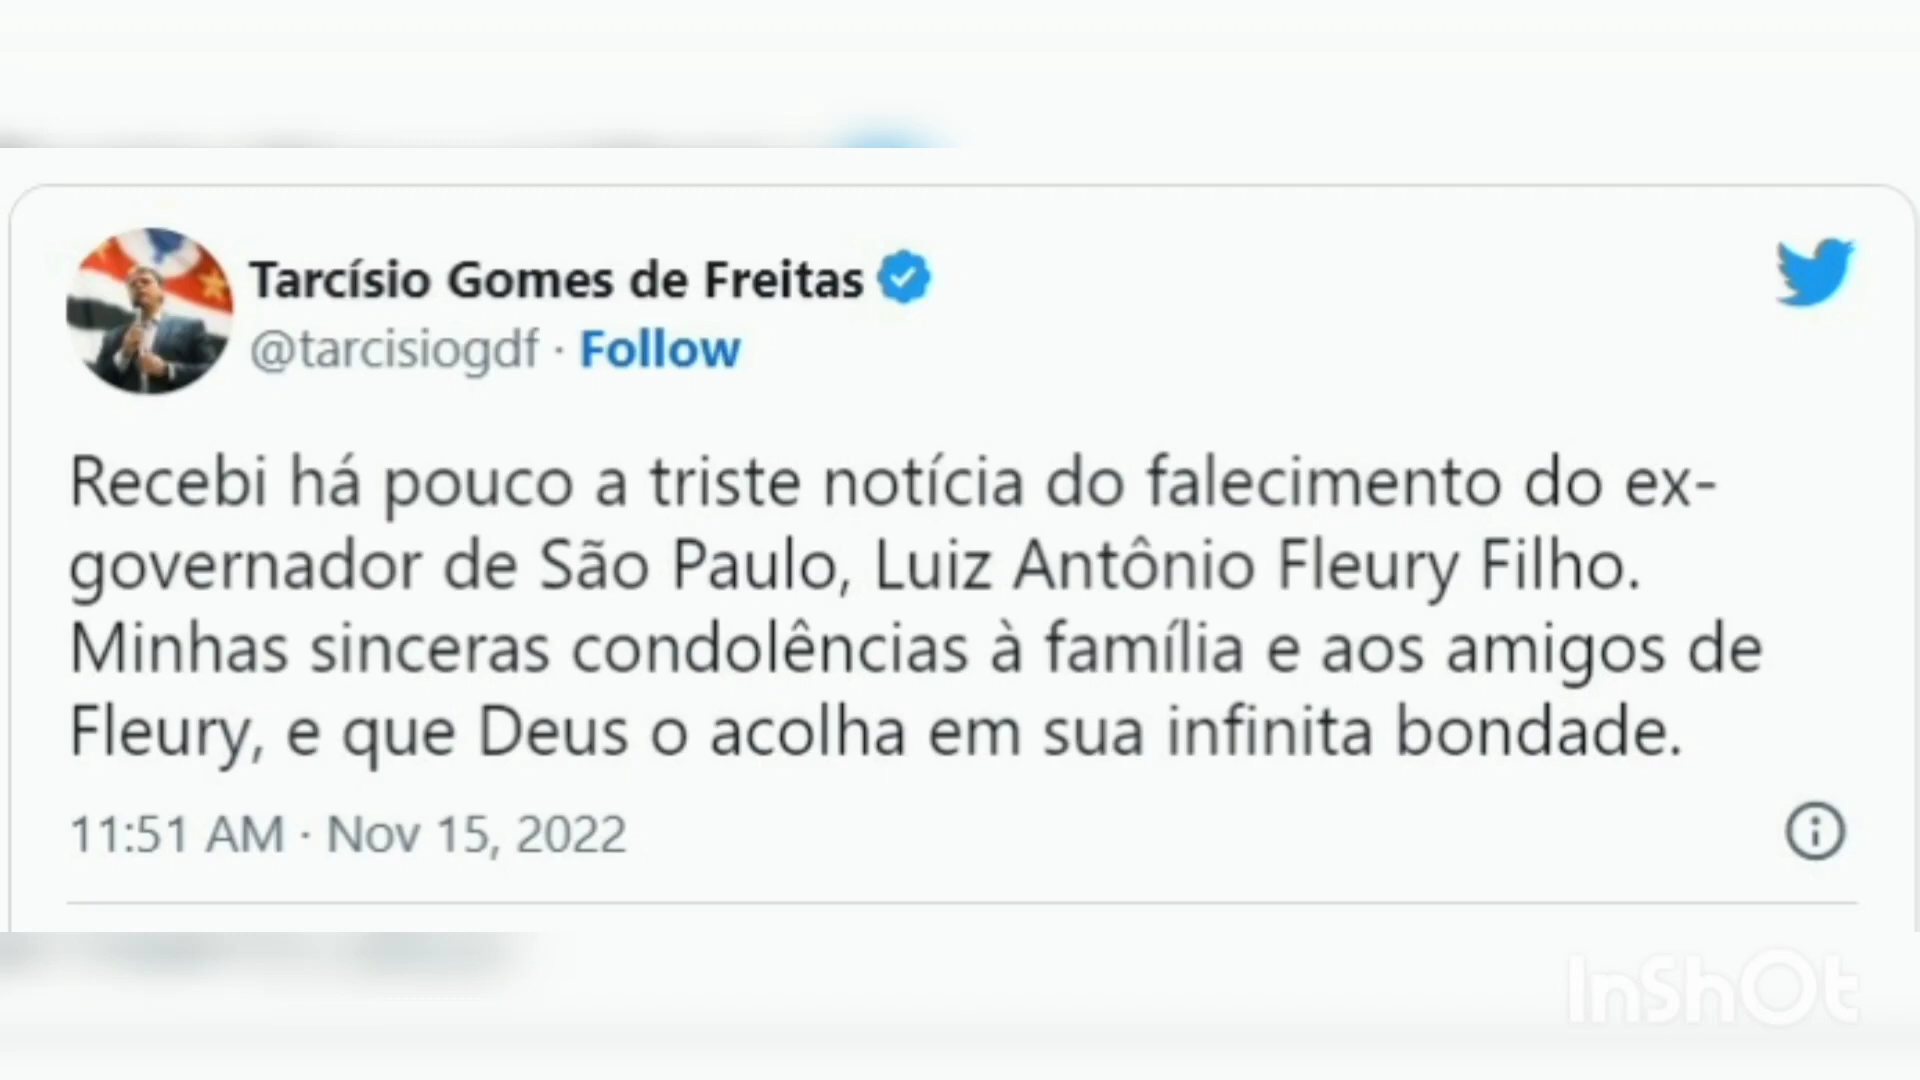 Tarcísio Gomes de Freitas
@tarcisiogdf · Follow
Recebi há pouco a triste notícia do falecimento do ex-
governador de São Paulo, Luiz Antônio Fleury Filho.
Minhas sinceras condolências à família e aos amigos de
Fleury, e que Deus o acolha em sua infinita bondade.
11:51 AM · Nov 15, 2022
InShOt